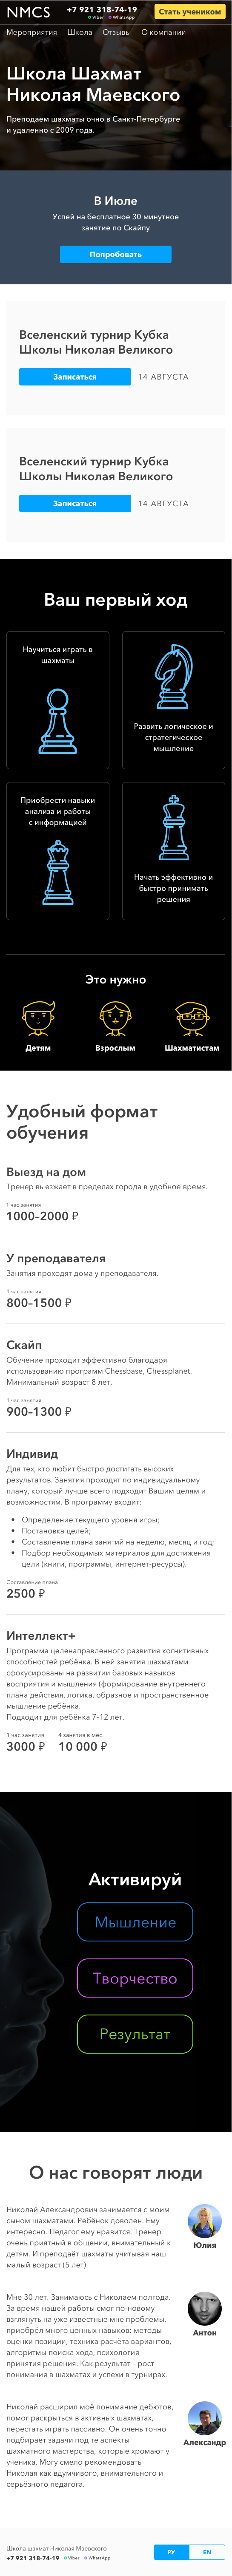 NMCS
+7 921 318-74-19
Viber WhatsApp
Стать учеником
Мероприятия Школа Отзывы О компании
Школа Шахмат
Николая Маевского
Преподаем шахматы очно в Санкт-Петербурге
и удаленно с 2009 года.
В Июле
Успей на бесплатное 30 минутное
занятие по Скайпу
Попробовать
Вселенский турнир Кубка
Школы Николая Великого
Записаться 14 АВГУСТА
Вселенский турнир Кубка
Школы Николая Великого
Записаться 14 АВГУСТА
Ваш первый ход
Научиться играть в
шахматы
Развить логическое и
стратегическое
мышление
Приобрести навыки
анализа и работы
с информацией
Начать эффективно и
быстро принимать
решения
Это нужно
Детям Взрослым Шахматистам
Удобный формат
обучения
Выезд на дом
Тренер выезжает в пределах города в удобное время.
1 час занятия
1000–2000 ₽
У преподавателя
Занятия проходят дома у преподавателя.
1 час занятия
800–1500 ₽
Скайп
Обучение проходит эффективно благодаря
использованию программ Chessbase, Chessplanet.
Минимальный возраст 8 лет.
1 час занятия
900–1300 ₽
Индивид
Для тех, кто любит быстро достигать высоких
результатов. Занятия проходят по индивидуальному
плану, который лучше всего подходит Вашим целям и
возможностям. В программу входит:
• Определение текущего уровня игры;
• Постановка целей;
• Составление плана занятий на неделю, месяц и год;
• Подбор необходимых материалов для достижения
цели (книги, программы, интернет-ресурсы).
Составление плана
2500 ₽
Интеллект+
Программа целенаправленного развития когнитивных
способностей ребёнка. В ней занятия шахматами
сфокусированы на развитии базовых навыков
восприятия и мышления (формирование внутреннего
плана действия, логика, образное и пространственное
мышление ребёнка.
Подходит для ребёнка 7–12 лет.
1 час занятия 4 занятия в мес.
3000 ₽ 10 000 ₽
Активируй
Мышление
Творчество
Результат
О нас говорят люди
Николай Александрович занимается с моим
сыном шахматами. Ребёнок доволен. Ему
интересно. Педагог ему нравится. Тренер
очень приятный в общении, внимательный к
детям. И преподаёт шахматы учитывая наш
малый возраст (5 лет).
Юлия
Мне 30 лет. Занимаюсь с Николаем полгода.
За время нашей работы смог по-новому
взглянуть на уже известные мне проблемы,
приобрёл много ценных навыков: методы
оценки позиции, техника расчёта вариантов,
алгоритмы поиска хода, психология
принятия решения. Как результат – рост
понимания в шахматах и успехи в турнирах.
Антон
Николай расширил моё понимание дебютов,
помог раскрыться в активных шахматах,
перестать играть пассивно. Он очень точно
подбирает задачи под те аспекты
шахматного мастерства, которые хромают у
ученика. Могу смело рекомендовать
Николая как вдумчивого, внимательного и
серьёзного педагога.
Александр
Школа шахмат Николая Маевского
+7 921 318-74-19 Viber WhatsApp
РУ EN